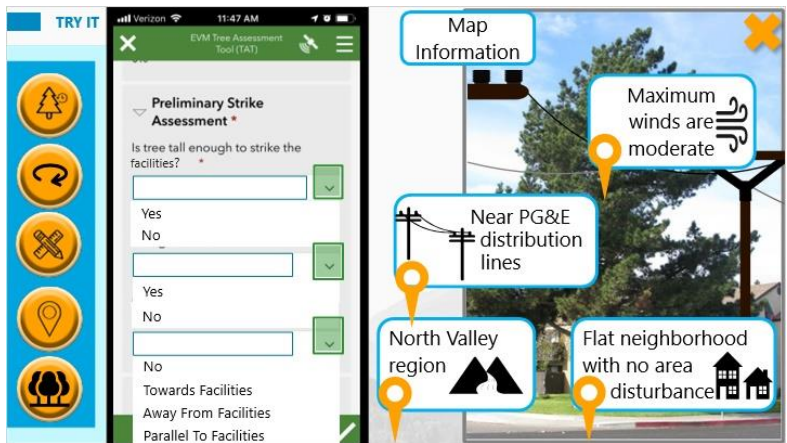 TRY IT
Verizon
11:47 AM
EVM Tree Assessment
Tool (TAT)
Preliminary Strike
Assessment *
Is tree tall enough to strike the
facilities? *
Yes
No
Yes
No
No
Towards Facilities
Away From Facilities
Parallel To Facilities
Map
Information
Maximum
winds are
moderate
Near PG&E
distribution
lines
North Valley
region
Flat neighborhood
with no area
disturbance